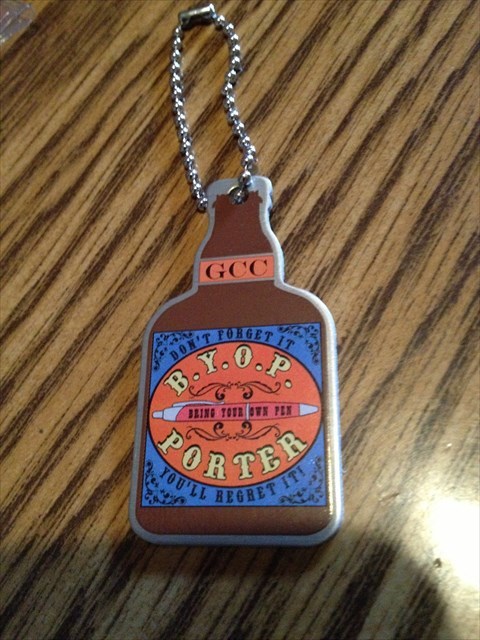 GCC
DON'T FORGET IT
B.Y.O.P.
BRING YOUR OWN PEN
PORTER
YOU'LL REGRET IT!